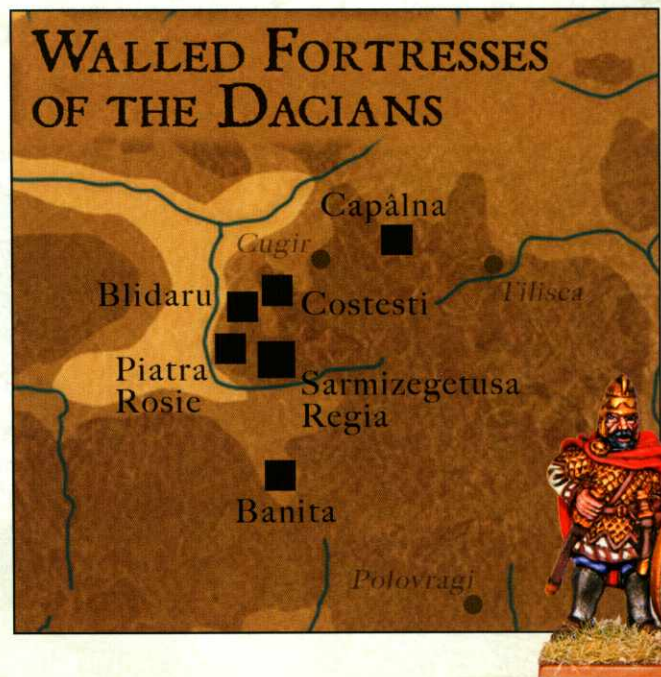 WALLED FORTRESSES
OF THE DACIANS
Capâlna
Cugir
Blidaru
Costesti
Tilisca
Piatra
Rosie
Sarmizegetusa
Regia
Banita
Polovragi